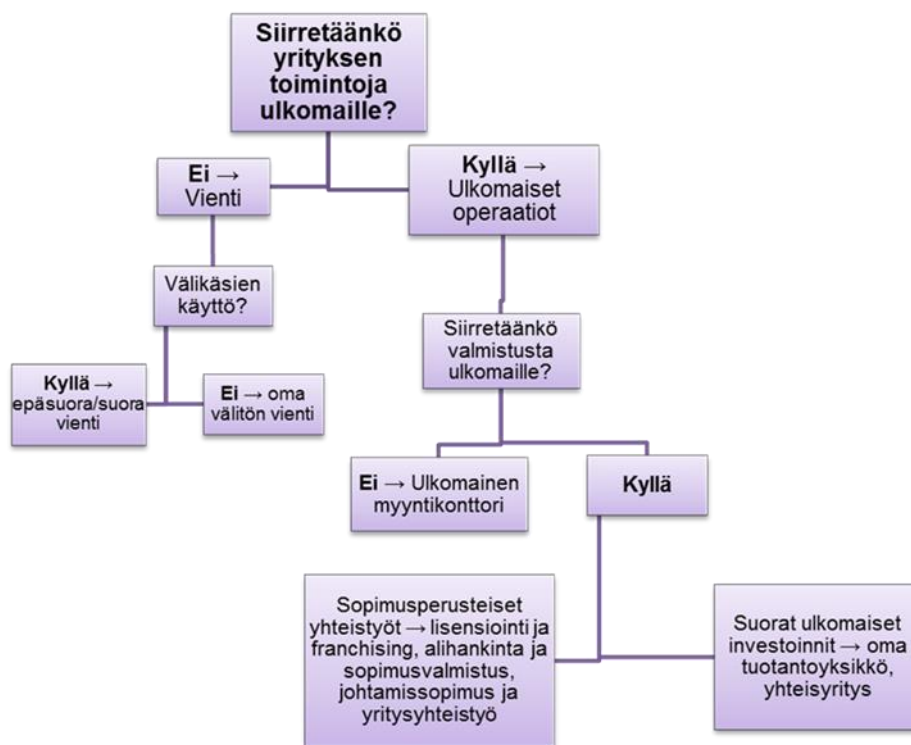 Siirretäänkö
yrityksen
toimintoja
ulkomaille?
Ei →
Vienti
Kyllä →
Ulkomaiset
operaatiot
Välikäsien
käyttö?
Siirretäänkö
valmistusta
ulkomaille?
Kyllä →
epäsuora/suora
vienti
Ei → oma
välitön vienti
Ei → Ulkomainen
myyntikonttori
Kyllä
Sopimusperusteiset
yhteistyöt → lisensiointi ja
franchising, alihankinta ja
sopimusvalmistus,
johtamissopimus ja
yritysyhteistyö
Suorat ulkomaiset
investoinnit → oma
tuotantoyksikkö,
yhteisyritys